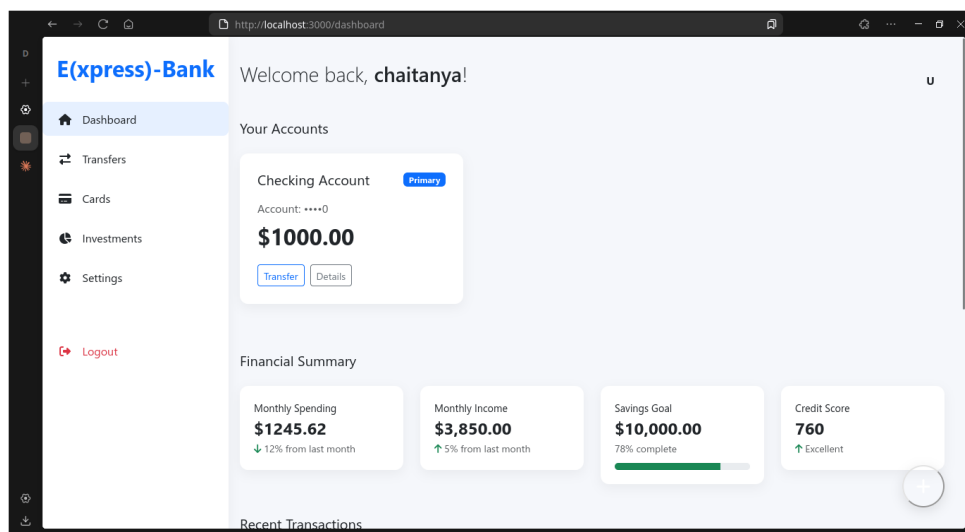 http://localhost:3000/dashboard
D
E(xpress)-Bank
Dashboard
Transfers
Cards
Investments
Settings
Logout
Welcome back, chaitanya!
U
Your Accounts
Checking Account
Primary
Account: ••••0
$1000.00
Transfer
Details
Financial Summary
Monthly Spending
$1245.62
↓ 12% from last month
Monthly Income
$3,850.00
↑ 5% from last month
Savings Goal
$10,000.00
78% complete
Credit Score
760
↑ Excellent
+
Recent Transactions